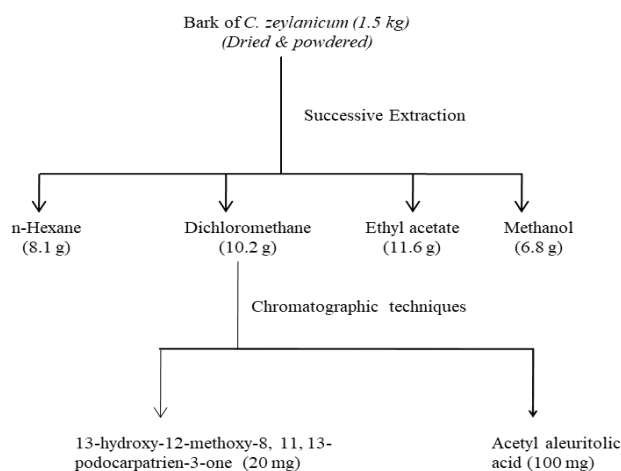 Bark of C. zeylanicum (1.5 kg)
(Dried & powdered)
Successive Extraction
n-Hexane
(8.1 g)
Dichloromethane
(10.2 g)
Ethyl acetate
(11.6 g)
Methanol
(6.8 g)
Chromatographic techniques
13-hydroxy-12-methoxy-8, 11, 13-
podocarpatrien-3-one (20 mg)
Acetyl aleuritolic
acid (100 mg)